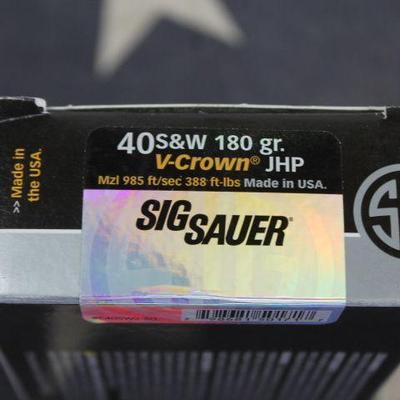 40S&W 180 gr.
V-Crown® JHP
Mzl 985 ft/sec 388 ft-lbs Made in USA.
SIG SAUER®
>> Made in
the USA.